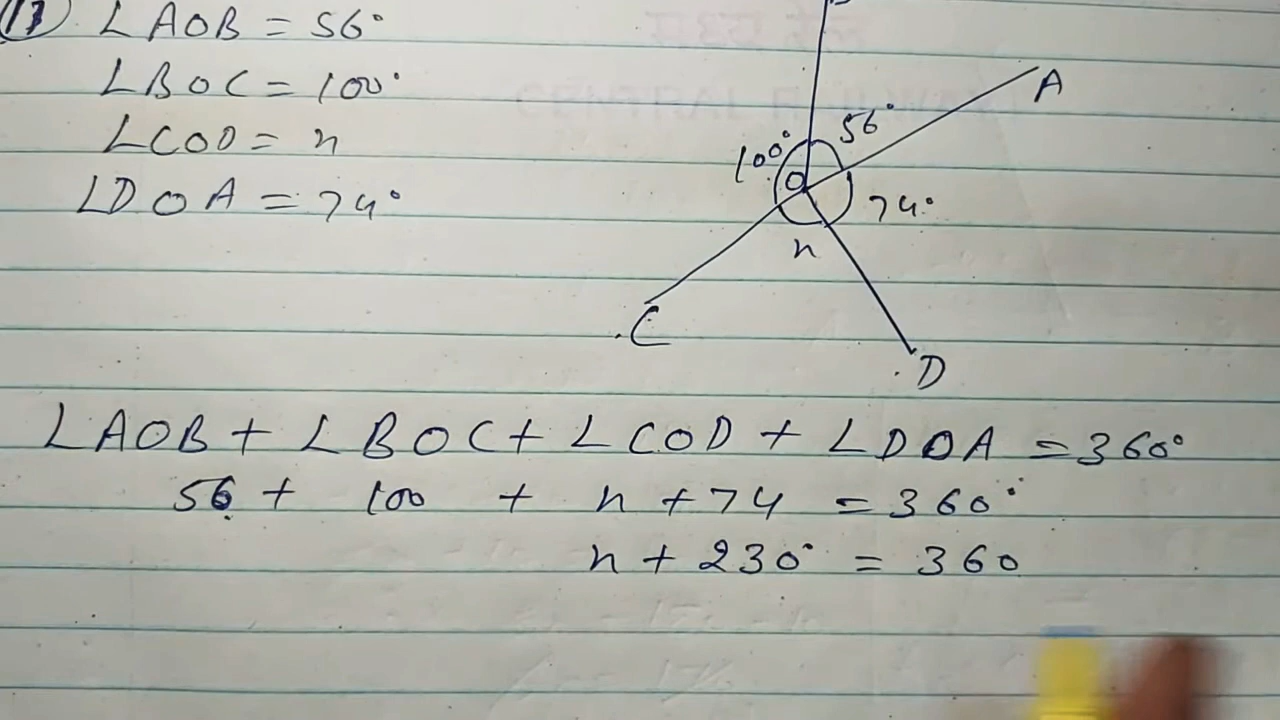 (17) ∠AOB = 56°
∠BOC = 100°
∠COD = x
∠DOA = 74°
A
56°
100°
O
74°
x
C
D
∠AOB + ∠BOC + ∠COD + ∠DOA = 360°
56 + 100 + x + 74 = 360°
x + 230° = 360